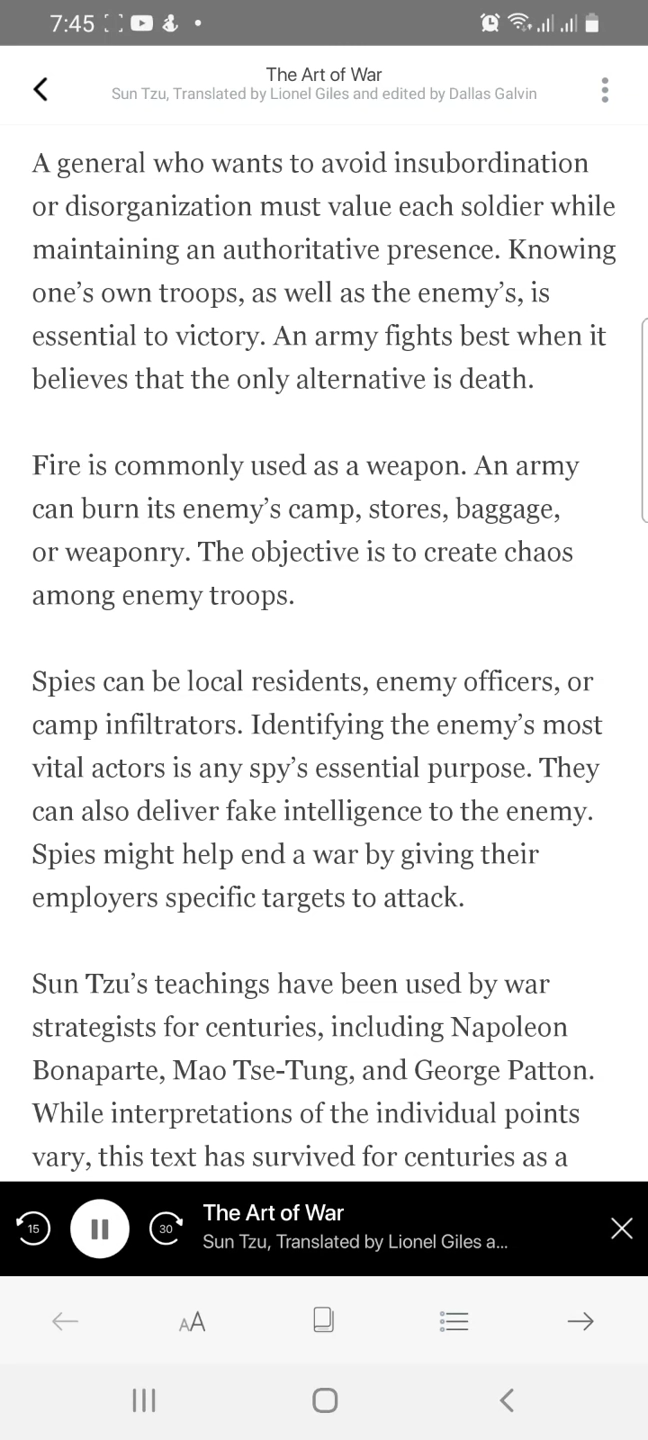 7:45
The Art of War
Sun Tzu, Translated by Lionel Giles and edited by Dallas Galvin
A general who wants to avoid insubordination
or disorganization must value each soldier while
maintaining an authoritative presence. Knowing
one’s own troops, as well as the enemy’s, is
essential to victory. An army fights best when it
believes that the only alternative is death.
Fire is commonly used as a weapon. An army
can burn its enemy’s camp, stores, baggage,
or weaponry. The objective is to create chaos
among enemy troops.
Spies can be local residents, enemy officers, or
camp infiltrators. Identifying the enemy’s most
vital actors is any spy’s essential purpose. They
can also deliver fake intelligence to the enemy.
Spies might help end a war by giving their
employers specific targets to attack.
Sun Tzu’s teachings have been used by war
strategists for centuries, including Napoleon
Bonaparte, Mao Tse-Tung, and George Patton.
While interpretations of the individual points
vary, this text has survived for centuries as a
15
30
The Art of War
Sun Tzu, Translated by Lionel Giles a...
AA